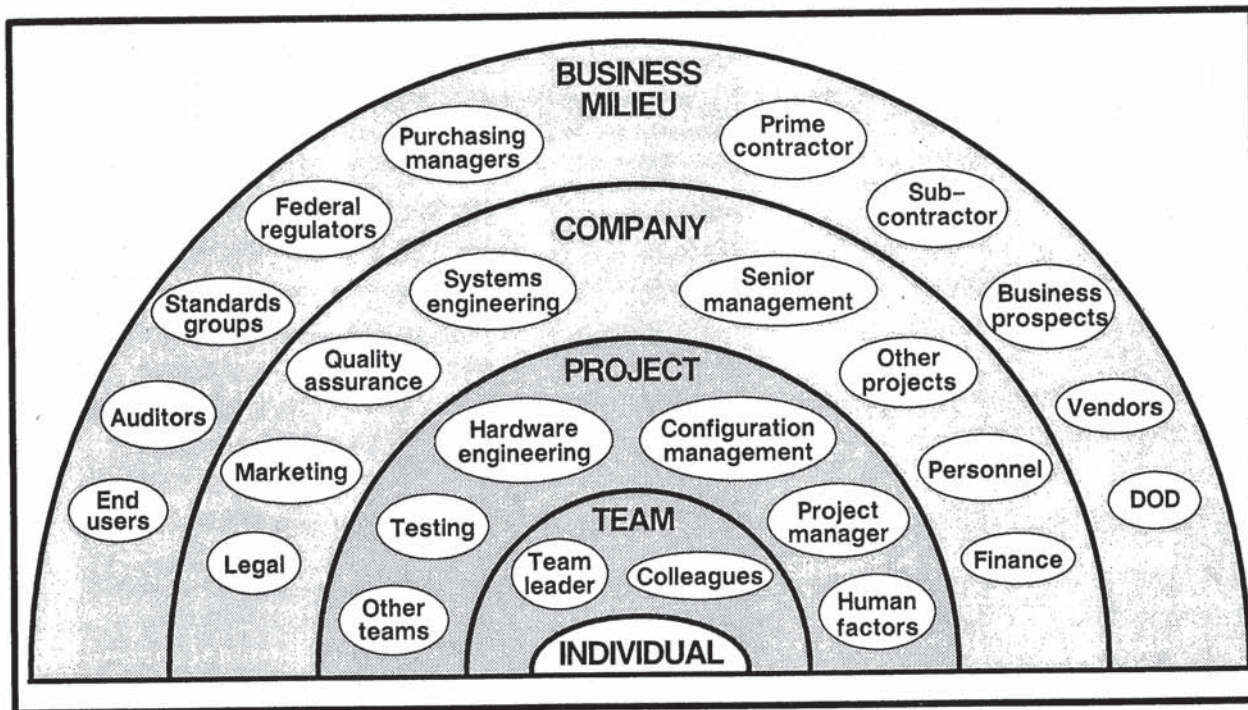 BUSINESS
MILIEU
Purchasing
managers
Prime
contractor
Federal
regulators
Sub-
contractor
Standards
groups
Business
prospects
Auditors
Vendors
End
users
DOD
COMPANY
Systems
engineering
Senior
management
Quality
assurance
Other
projects
Marketing
Personnel
Legal
Finance
PROJECT
Hardware
engineering
Configuration
management
Testing
Project
manager
Other
teams
Human
factors
TEAM
Team
leader
Colleagues
INDIVIDUAL